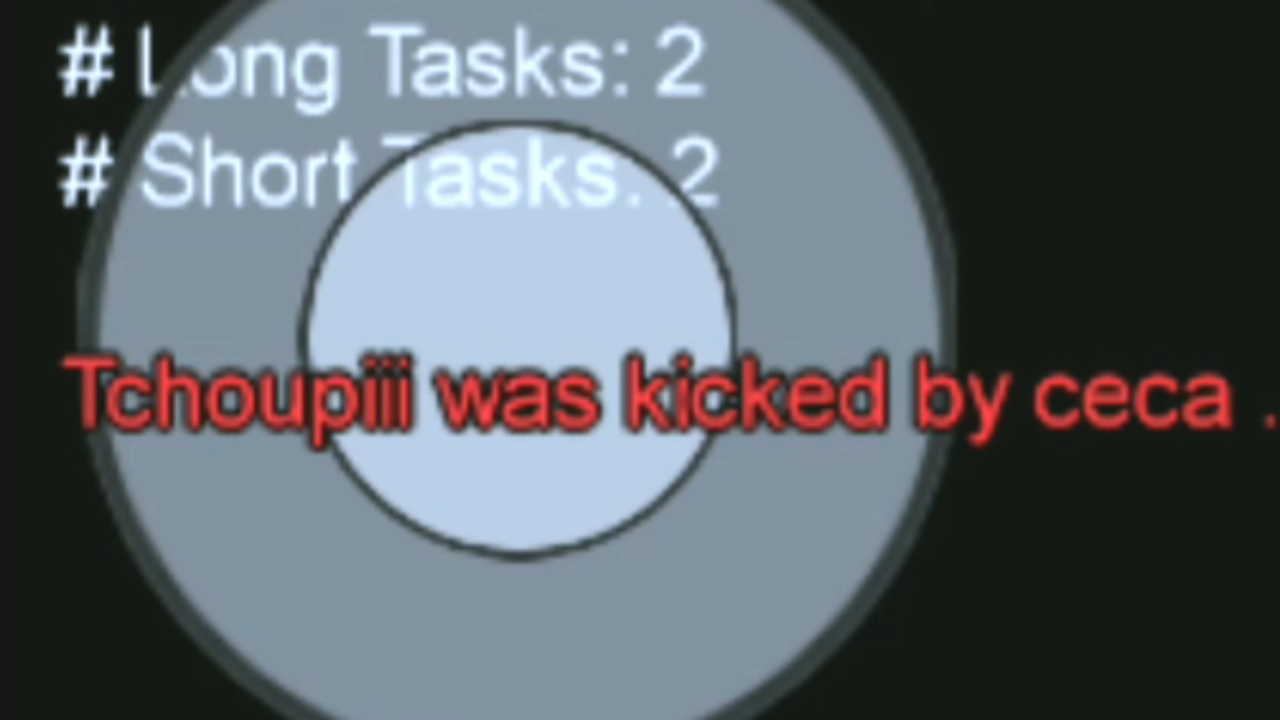 # Long Tasks: 2
# Short Tasks: 2
Tchoupiii was kicked by ceca .